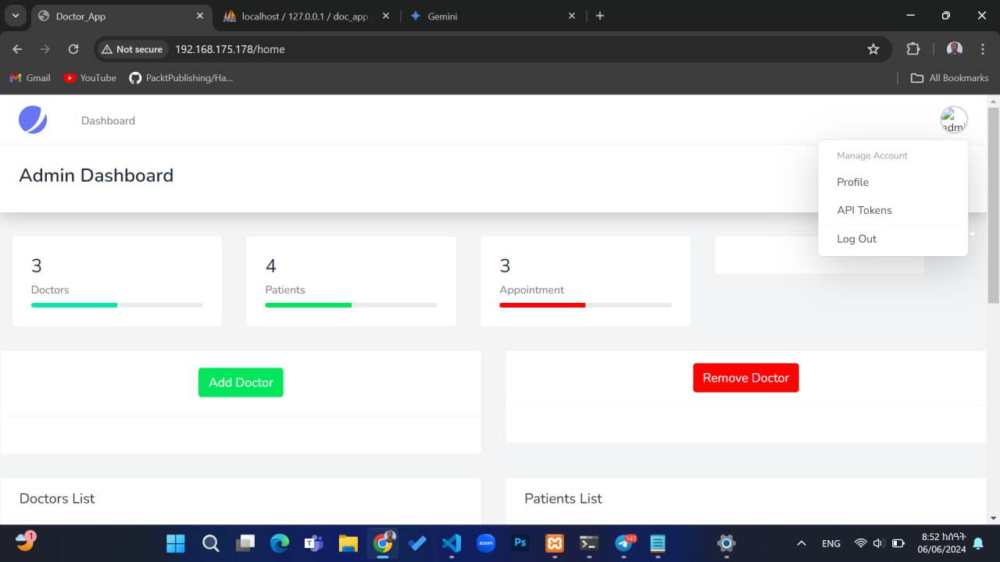 Doctor_App
localhost / 127.0.0.1 / doc_app
Gemini
Not secure
192.168.175.178/home
Gmail
YouTube
PacktPublishing/Ha...
All Bookmarks
Dashboard
admi
Manage Account
Profile
API Tokens
Log Out
Admin Dashboard
3
Doctors
4
Patients
3
Appointment
Add Doctor
Remove Doctor
Doctors List
Patients List
1
T
zoom
Ps
141
ENG
8:52 ከሰዓት
06/06/2024